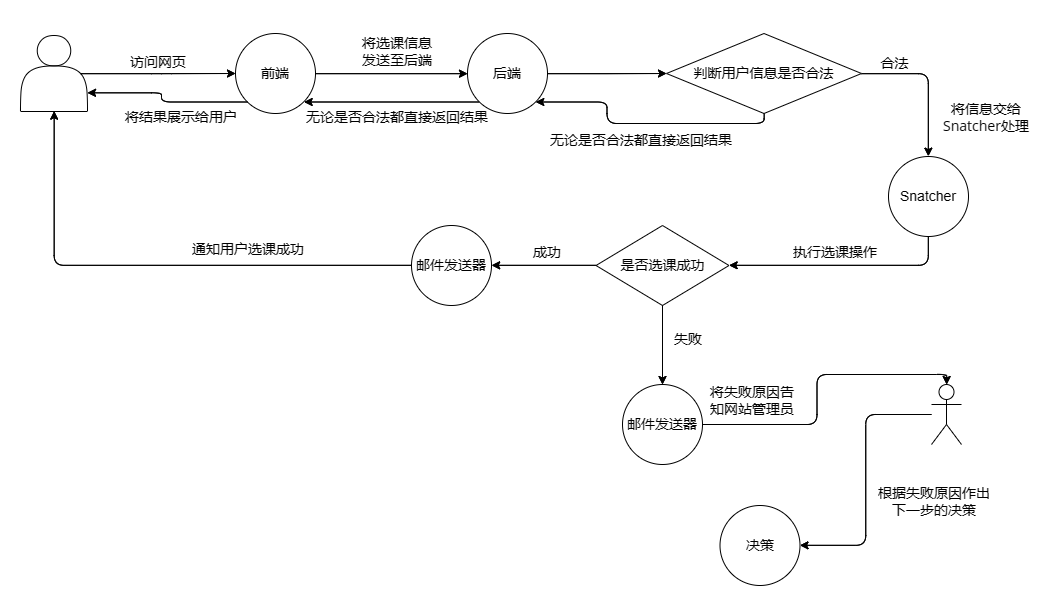 访问网页
前端
将选课信息
发送至后端
后端
判断用户信息是否合法
合法
将结果展示给用户
无论是否合法都直接返回结果
无论是否合法都直接返回结果
将信息交给
Snatcher处理
Snatcher
执行选课操作
是否选课成功
成功
邮件发送器
通知用户选课成功
失败
邮件发送器
将失败原因告
知网站管理员
根据失败原因作出
下一步的决策
决策